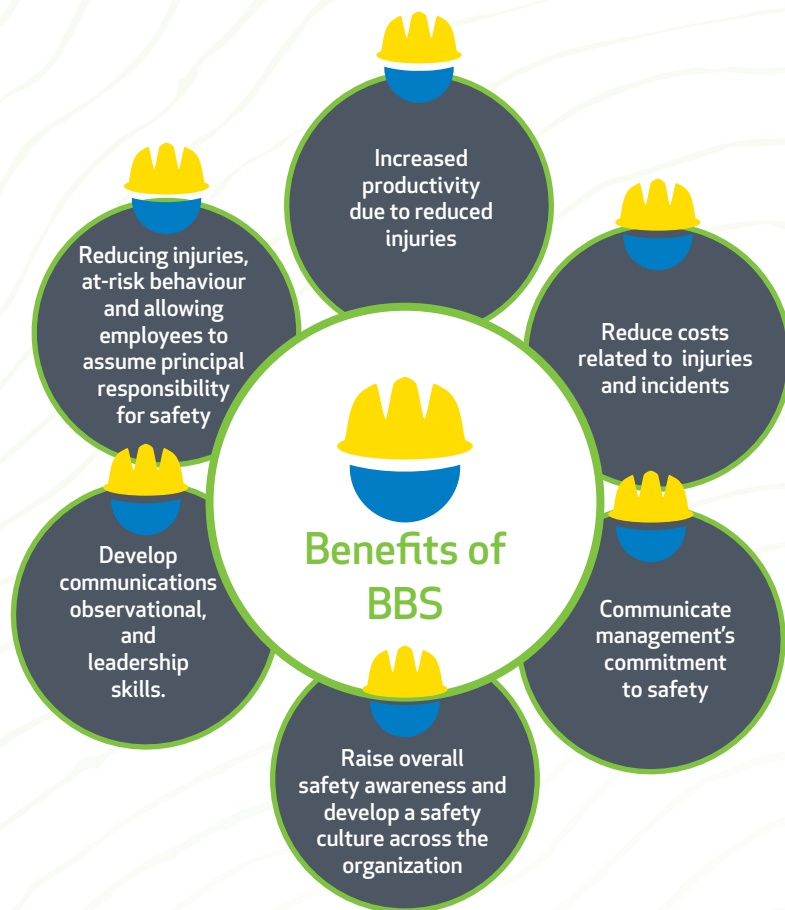 Increased
productivity
due to reduced
injuries
Reducing injuries,
at-risk behaviour
and allowing
employees to
assume principal
responsibility
for safety
Reduce costs
related to  injuries
and incidents
Benefits of
BBS
Develop
communications
observational,
and
leadership
skills.
Communicate
management's
commitment
to safety
Raise overall
safety awareness and
develop a safety
culture across the
organization